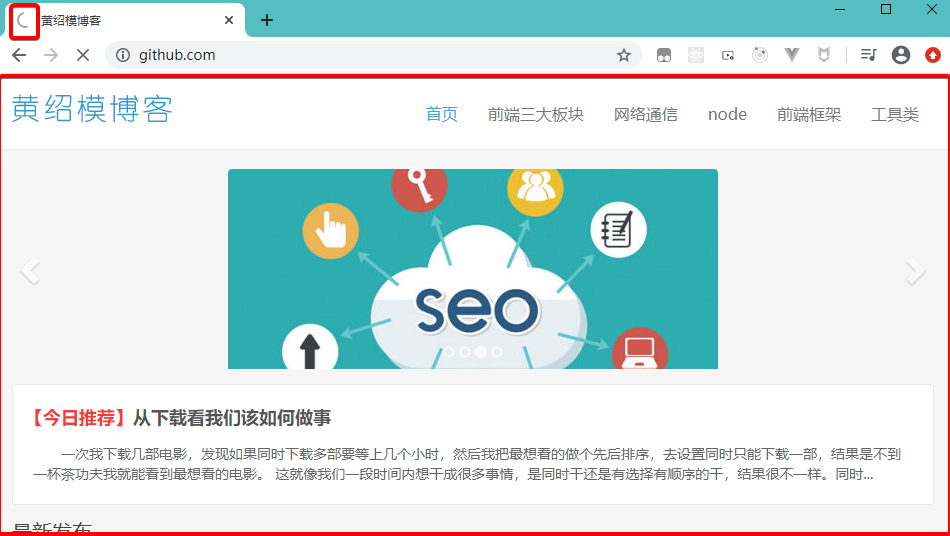 黄绍模博客
github.com
黄绍模博客
首页 前端三大板块 网络通信 node 前端框架 工具类
seo
【今日推荐】从下载看我们该如何做事
一次我下载几部电影，发现如果同时下载多部要等上几个小时，然后我把最想看的做个先后排序，去设置同时只能下载一部，结果是不到
一杯茶功夫我就能看到最想看的电影。 这就像我们一段时间内想干成很多事情，是同时干还是有选择有顺序的干，结果很不一样。同时...
最新发布